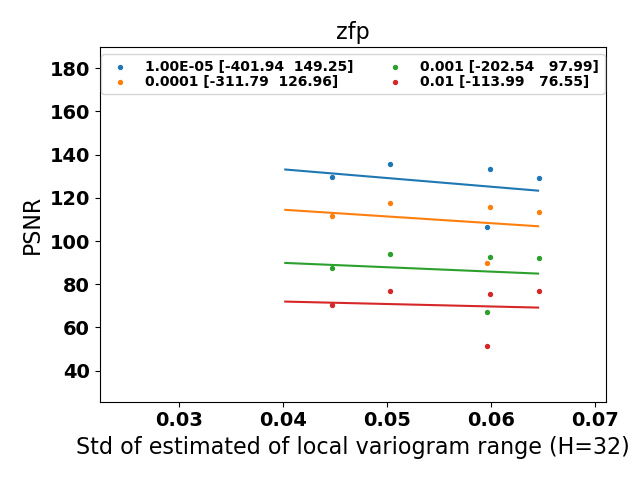 zfp
1.00E-05 [-401.94  149.25]
0.0001 [-311.79  126.96]
0.001 [-202.54   97.99]
0.01 [-113.99   76.55]
PSNR
180
160
140
120
100
80
60
40
0.03 0.04 0.05 0.06 0.07
Std of estimated of local variogram range (H=32)